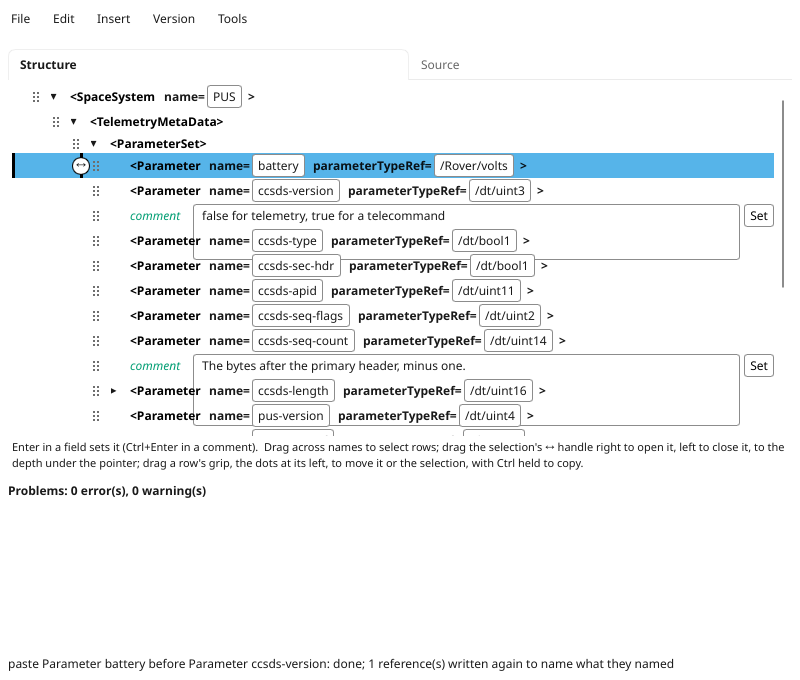 File Edit Insert Version Tools
Structure Source
▼ <SpaceSystem name= PUS >
▼ <TelemetryMetaData>
▼ <ParameterSet>
<Parameter name= battery parameterTypeRef= /Rover/volts >
<Parameter name= ccsds-version parameterTypeRef= /dt/uint3 >
comment false for telemetry, true for a telecommand Set
<Parameter name= ccsds-type parameterTypeRef= /dt/bool1 >
<Parameter name= ccsds-sec-hdr parameterTypeRef= /dt/bool1 >
<Parameter name= ccsds-apid parameterTypeRef= /dt/uint11 >
<Parameter name= ccsds-seq-flags parameterTypeRef= /dt/uint2 >
<Parameter name= ccsds-seq-count parameterTypeRef= /dt/uint14 >
comment The bytes after the primary header, minus one. Set
▸ <Parameter name= ccsds-length parameterTypeRef= /dt/uint16 >
<Parameter name= pus-version parameterTypeRef= /dt/uint4 >
Enter in a field sets it (Ctrl+Enter in a comment). Drag across names to select rows; drag the selection's ↔ handle right to open it, left to close it, to the
depth under the pointer; drag a row's grip, the dots at its left, to move it or the selection, with Ctrl held to copy.
Problems: 0 error(s), 0 warning(s)
paste Parameter battery before Parameter ccsds-version: done; 1 reference(s) written again to name what they named